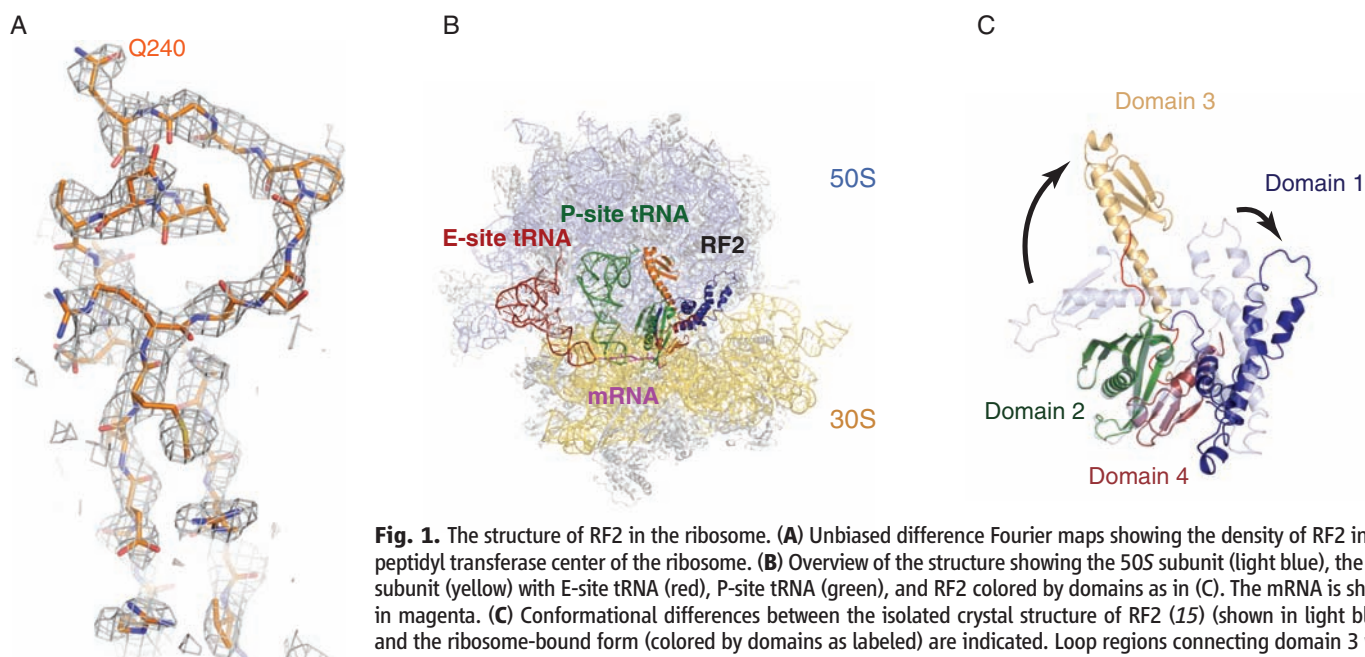 A
B
C
Q240
50S
P-site tRNA
E-site tRNA
RF2
mRNA
30S
Domain 3
Domain 1
Domain 2
Domain 4
Fig. 1. The structure of RF2 in the ribosome. (A) Unbiased difference Fourier maps showing the density of RF2 in
peptidyl transferase center of the ribosome. (B) Overview of the structure showing the 50S subunit (light blue), the
subunit (yellow) with E-site tRNA (red), P-site tRNA (green), and RF2 colored by domains as in (C). The mRNA is sh
in magenta. (C) Conformational differences between the isolated crystal structure of RF2 (15) (shown in light bl
and the ribosome-bound form (colored by domains as labeled) are indicated. Loop regions connecting domain 3